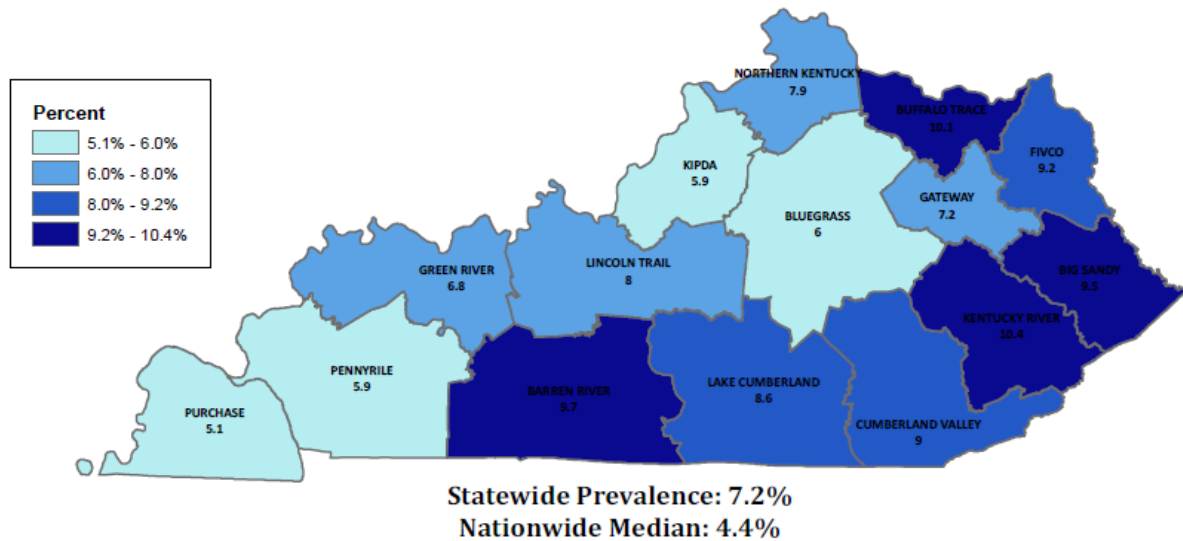 Percent
5.1% - 6.0%
6.0% - 8.0%
8.0% - 9.2%
9.2% - 10.4%
NORTHERN KENTUCKY
7.9
BUFFALO TRACE
10.1
FIVCO
9.2
KIPDA
5.9
GATEWAY
7.2
BLUEGRASS
6
LINCOLN TRAIL
8
GREEN RIVER
6.8
BIG SANDY
9.5
KENTUCKY RIVER
10.4
PENNYRILE
5.9
BARREN RIVER
9.7
LAKE CUMBERLAND
8.6
PURCHASE
5.1
CUMBERLAND VALLEY
9
Statewide Prevalence: 7.2%
Nationwide Median: 4.4%